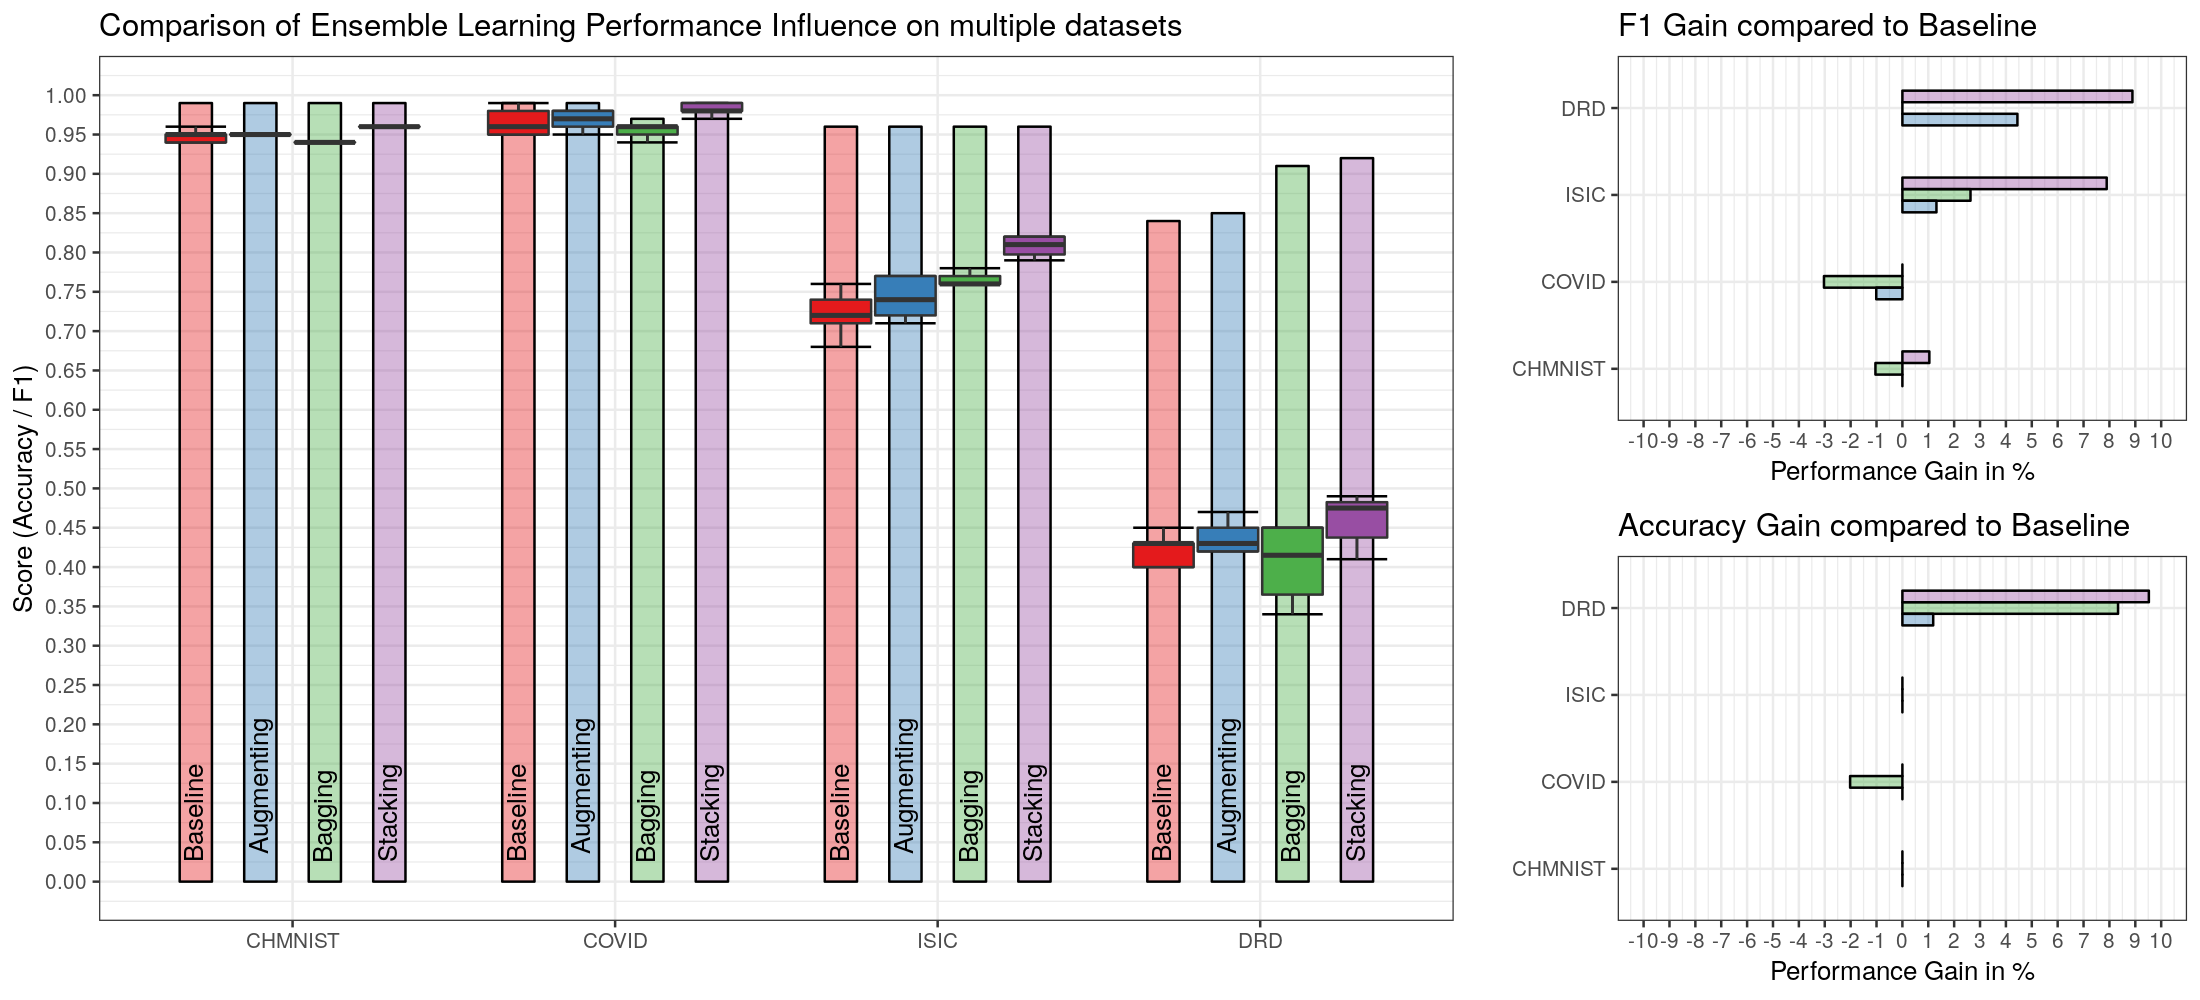 Comparison of Ensemble Learning Performance Influence on multiple datasets
Score (Accuracy / F1)
1.00
0.95
0.90
0.85
0.80
0.75
0.70
0.65
0.60
0.55
0.50
0.45
0.40
0.35
0.30
0.25
0.20
0.15
0.10
0.05
0.00
Baseline
Augmenting
Bagging
Stacking
Baseline
Augmenting
Bagging
Stacking
Baseline
Augmenting
Bagging
Stacking
Baseline
Augmenting
Bagging
Stacking
CHMNIST COVID ISIC DRD
F1 Gain compared to Baseline
DRD
ISIC
COVID
CHMNIST
-10 -9 -8 -7 -6 -5 -4 -3 -2 -1 0 1 2 3 4 5 6 7 8 9 10
Performance Gain in %
Accuracy Gain compared to Baseline
DRD
ISIC
COVID
CHMNIST
-10 -9 -8 -7 -6 -5 -4 -3 -2 -1 0 1 2 3 4 5 6 7 8 9 10
Performance Gain in %